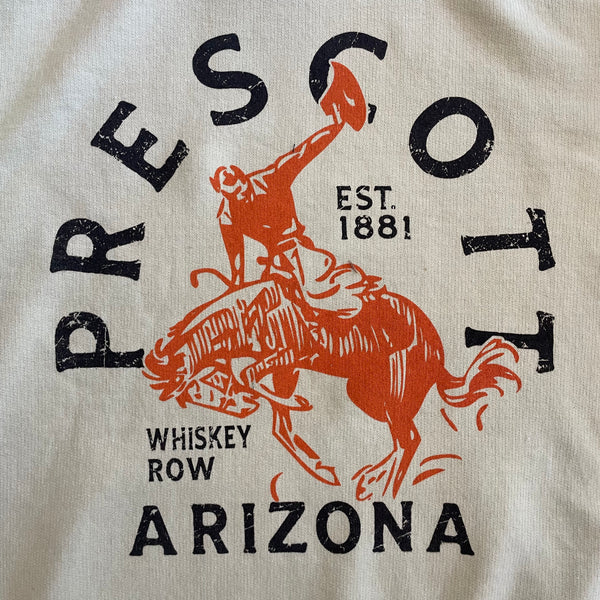 PRESCOTT
EST.
1881
WHiSKEY
ROW
ARIZONA